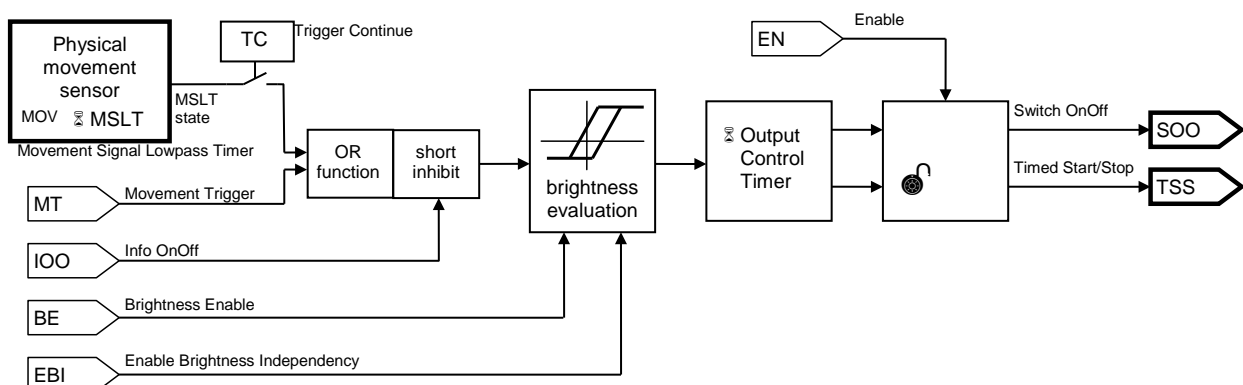 Physical
movement
sensor
MOV ⌛ MSLT
Movement Signal Lowpass Timer
TC
Trigger Continue
MSLT
state
MT
Movement Trigger
IOO
Info OnOff
BE
Brightness Enable
EBI
Enable Brightness Independency
OR
function
short
inhibit
brightness
evaluation
⌛ Output
Control
Timer
EN
Enable
Switch OnOff
SOO
Timed Start/Stop
TSS